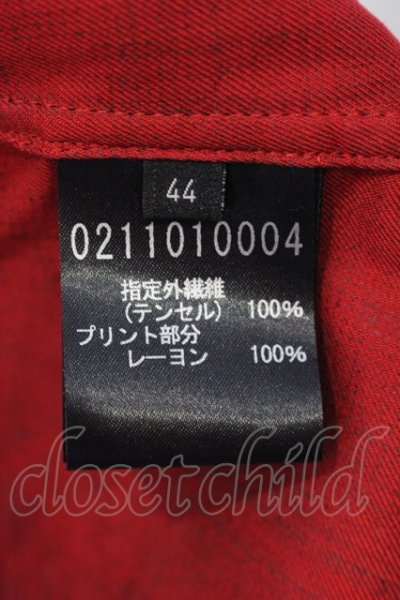 44
0211010004
指定外繊維
(テンセル) 100%
プリント部分
レーヨン 100%
closetchild